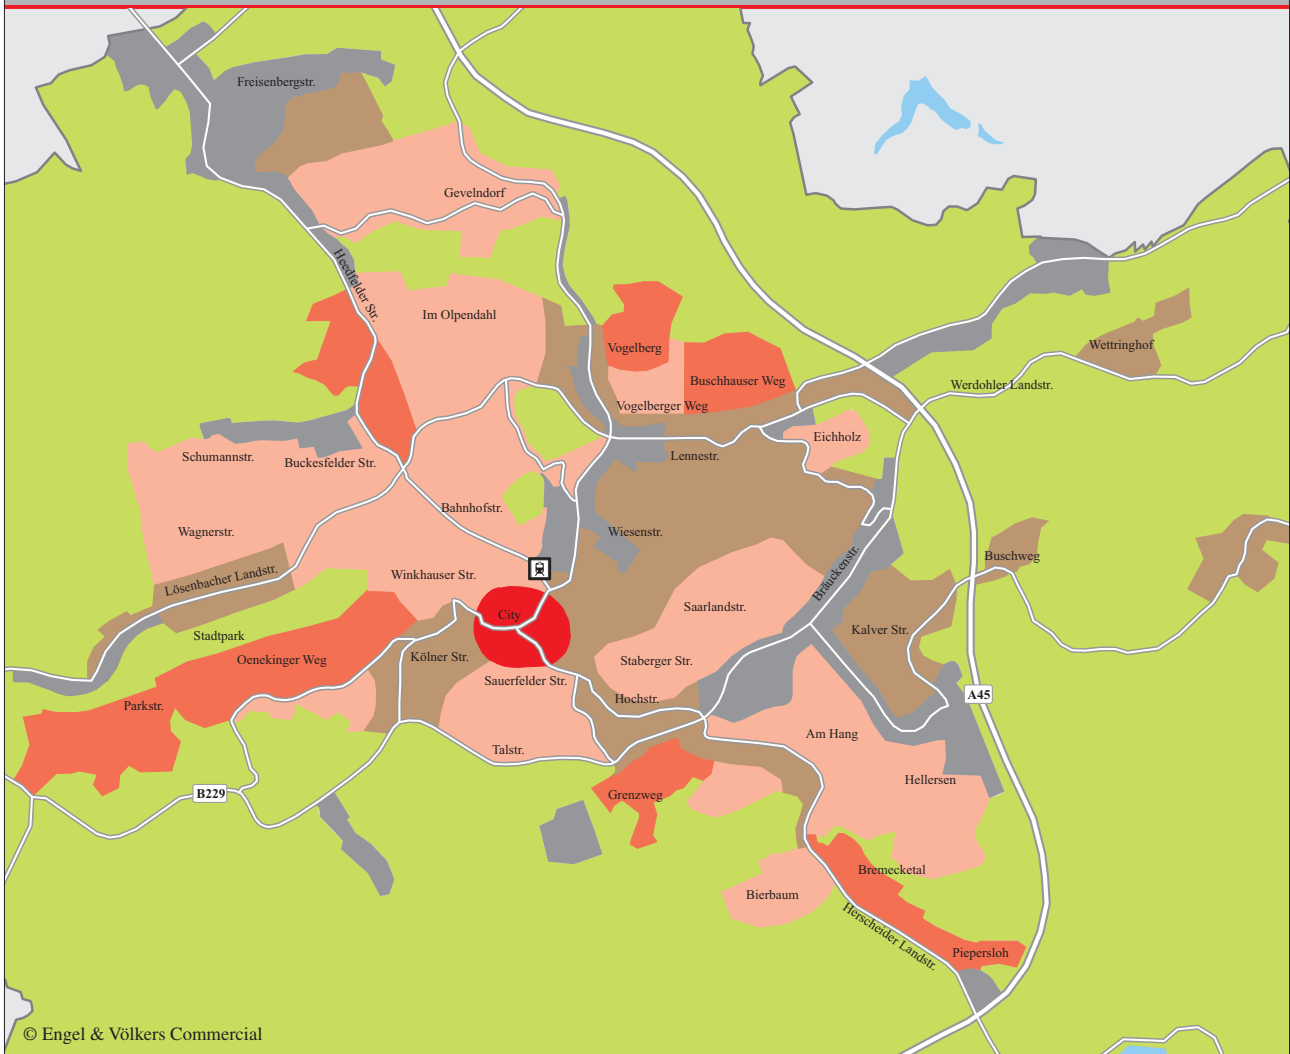 Freisenbergstr.
Gevelndorf
Heedfelder Str.
Im Olpendahl
Vogelberg
Wettringhof
Buschhauser Weg
Werdohler Landstr.
Vogelberger Weg
Eichholz
Schumannstr.
Buckesfelder Str.
Lennestr.
Bahnhofstr.
Wagnerstr.
Wiesenstr.
Buschweg
Lösenbacher Landstr.
Winkhauser Str.
Bräuckenstr.
City
Saarlandstr.
Stadtpark
Kalver Str.
Oenekinger Weg
Kölner Str.
Staberger Str.
Sauerfelder Str.
Hochstr.
A45
Parkstr.
Am Hang
Talstr.
Hellersen
B229
Grenzweg
Bremecketal
Bierbaum
Herscheider Landstr.
Piepersloh
© Engel & Völkers Commercial